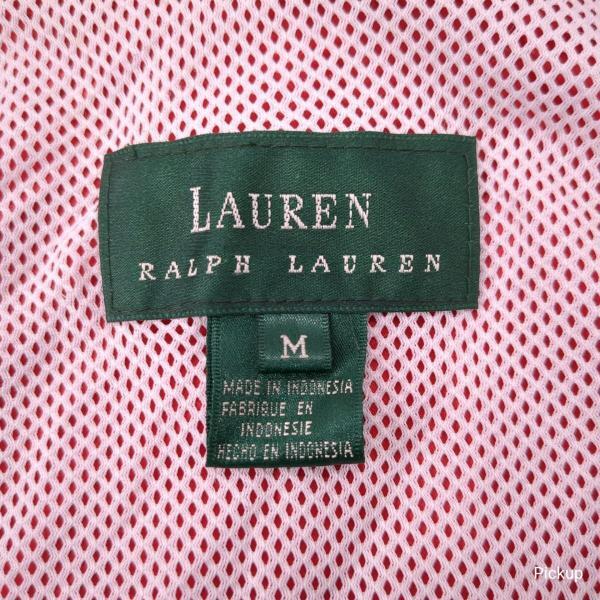 LAUREN
RALPH LAUREN
M
MADE IN INDONESIA
FABRIQUE EN
INDONESIE
HECHO EN INDONESIA
Pickup